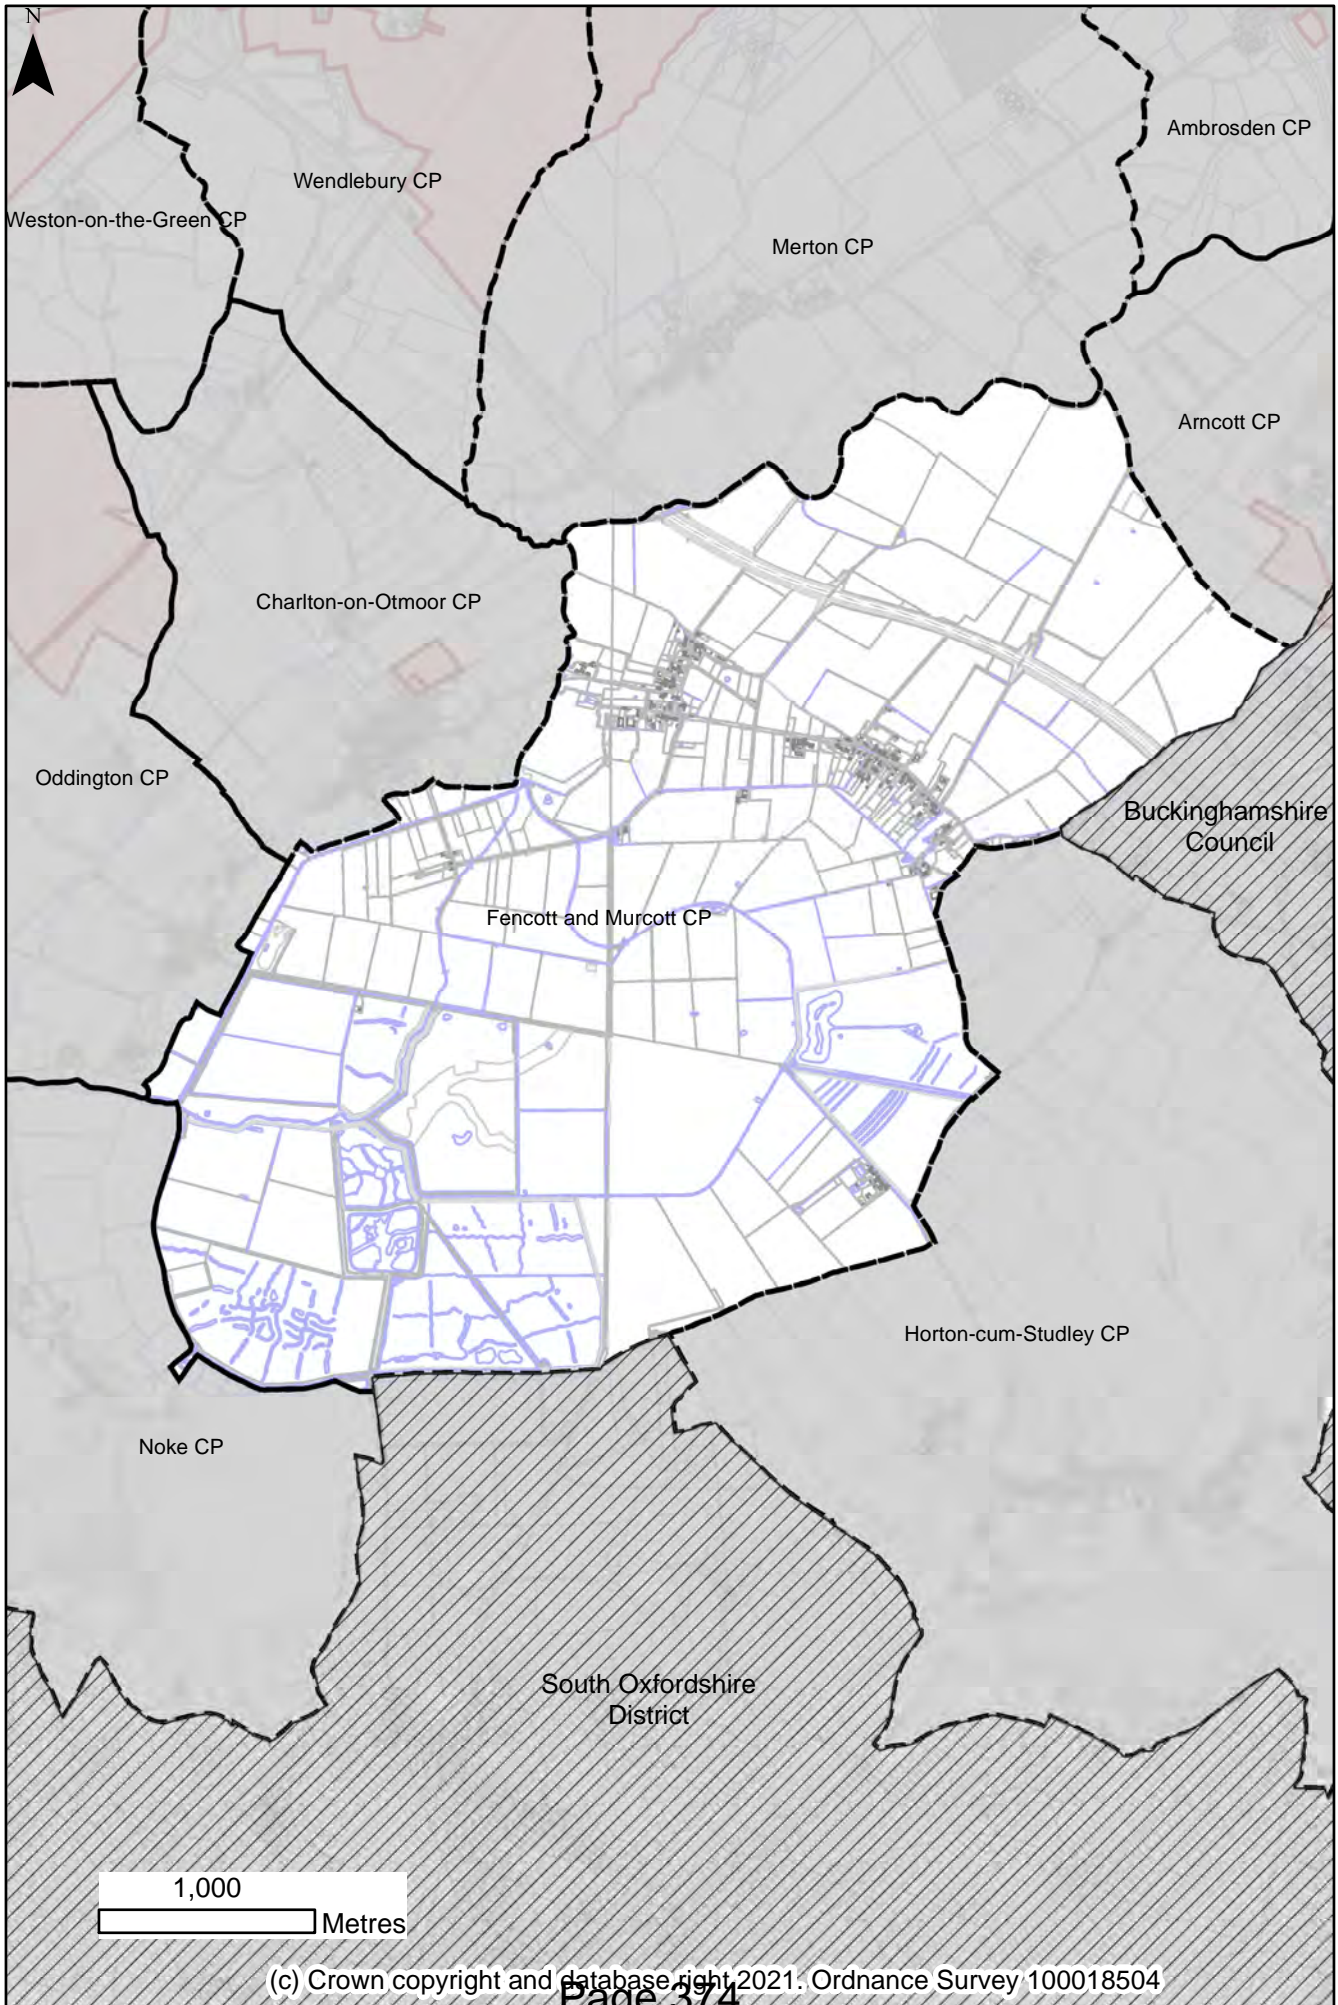 N
Ambrosden CP
Wendlebury CP
Weston-on-the-Green CP
Merton CP
Arncott CP
Charlton-on-Otmoor CP
Oddington CP
Buckinghamshire
Council
Fencott and Murcott CP
Horton-cum-Studley CP
Noke CP
South Oxfordshire
District
1,000
Metres
(c) Crown copyright and database right 2021. Ordnance Survey 100018504
Page 374